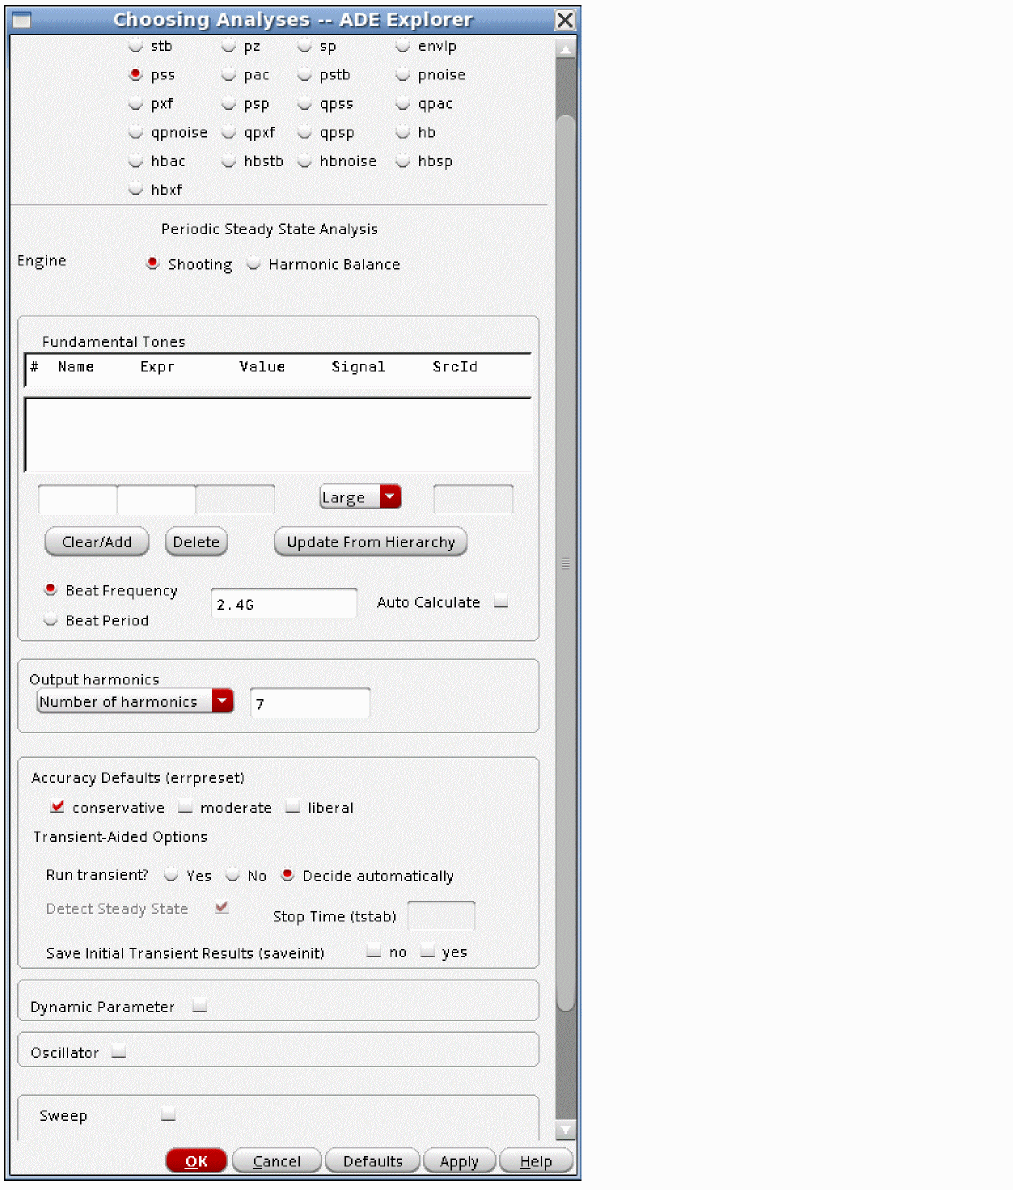 Choosing Analyses -- ADE Explorer
stb pz sp envlp
pss pac pstb pnoise
pxf psp qpss qpac
qpnoise qpxf qpsp hb
hbac hbstb hbnoise hbsp
hbxf
Periodic Steady State Analysis
Engine Shooting Harmonic Balance
Fundamental Tones
# Name Expr Value Signal SrcId
Large
Clear/Add Delete Update From Hierarchy
Beat Frequency 2.4G Auto Calculate
Beat Period
Output harmonics
Number of harmonics 7
Accuracy Defaults (errpreset)
conservative moderate liberal
Transient-Aided Options
Run transient? Yes No Decide automatically
Detect Steady State Stop Time (tstab)
Save Initial Transient Results (saveinit) no yes
Dynamic Parameter
Oscillator
Sweep
OK Cancel Defaults Apply Help